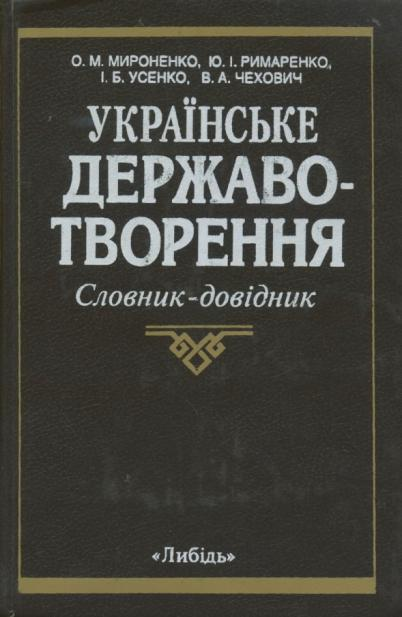 О. М. МИРОНЕНКО, Ю. І. РИМАРЕНКО,
І. Б. УСЕНКО, В. А. ЧЕХОВИЧ
УКРАЇНСЬКЕ
ДЕРЖАВО-
ТВОРЕННЯ
Словник-довідник
«Либідь»